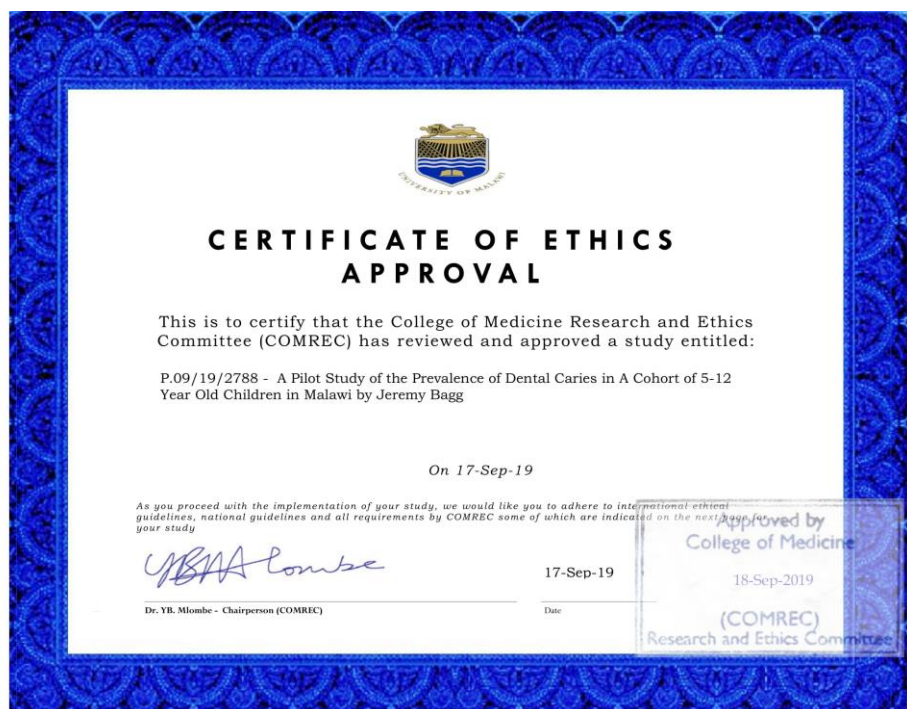 UNIVERSITY OF MALAWI
CERTIFICATE OF ETHICS
APPROVAL
This is to certify that the College of Medicine Research and Ethics
Committee (COMREC) has reviewed and approved a study entitled:
P.09/19/2788 - A Pilot Study of the Prevalence of Dental Caries in A Cohort of 5-12
Year Old Children in Malawi by Jeremy Bagg
On 17-Sep-19
As you proceed with the implementation of your study, we would like you to adhere to international ethical
guidelines, national guidelines and all requirements by COMREC some of which are indicated on the next page for
your study
YBMlombe
17-Sep-19
Dr. YB. Mlombe - Chairperson (COMREC)
Date
Approved by
College of Medicine
18-Sep-2019
(COMREC)
Research and Ethics Committee